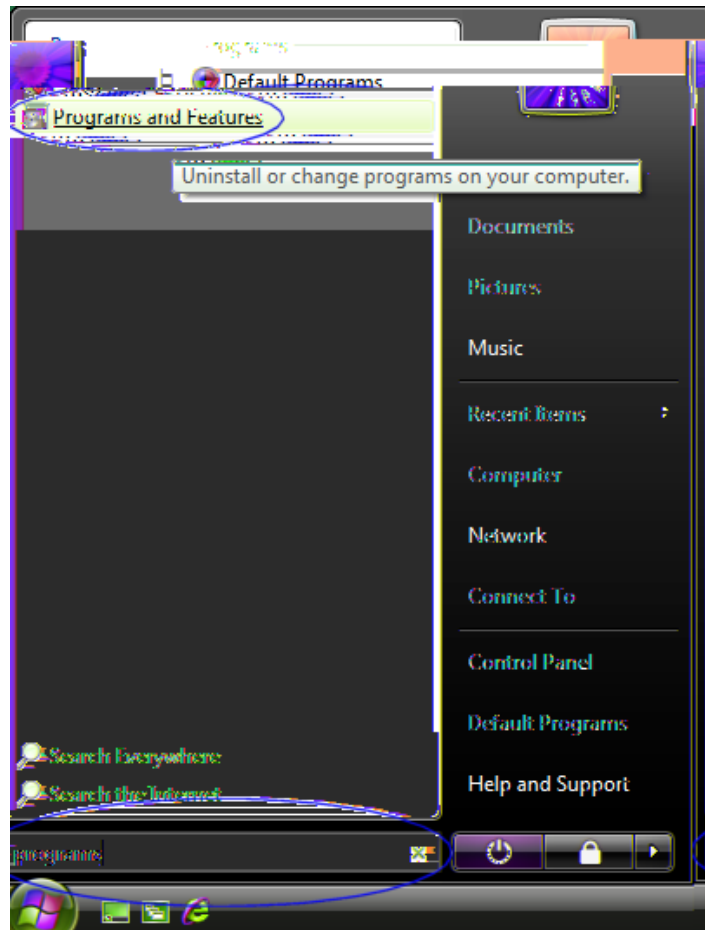 Programs
Default Programs
Programs and Features
Uninstall or change programs on your computer.
Documents
Pictures
Music
Recent Items
Computer
Network
Connect To
Control Panel
Default Programs
Help and Support
Search Everywhere
Search the Internet
programs